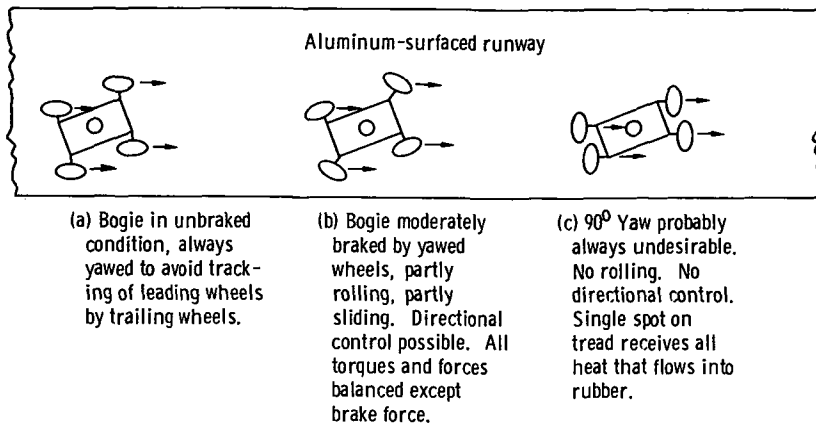 Aluminum-surfaced runway
(a) Bogie in unbraked
condition, always
yawed to avoid track-
ing of leading wheels
by trailing wheels.
(b) Bogie moderately
braked by yawed
wheels, partly
rolling, partly
sliding. Directional
control possible. All
torques and forces
balanced except
brake force.
(c) 90⁰ Yaw probably
always undesirable.
No rolling. No
directional control.
Single spot on
tread receives all
heat that flows into
rubber.